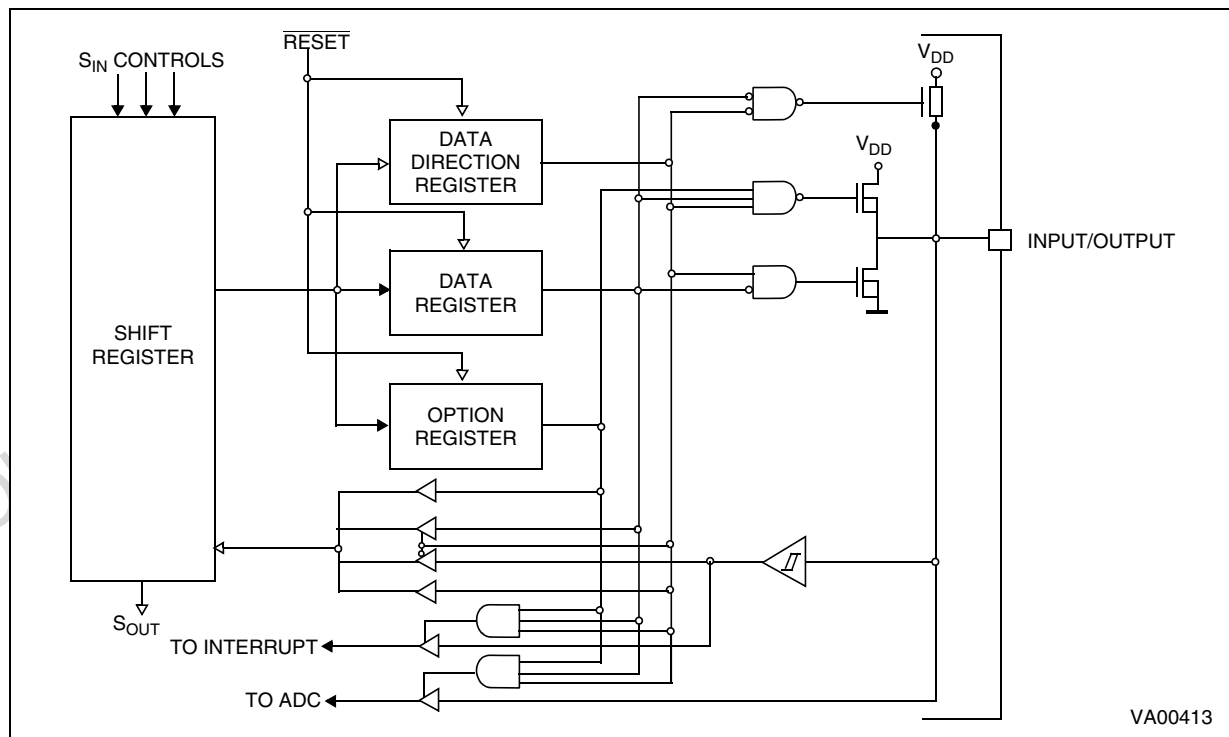 RESET
S_IN CONTROLS
V_DD
DATA
DIRECTION
REGISTER
V_DD
INPUT/OUTPUT
DATA
REGISTER
SHIFT
REGISTER
OPTION
REGISTER
S_OUT
TO INTERRUPT
TO ADC
VA00413